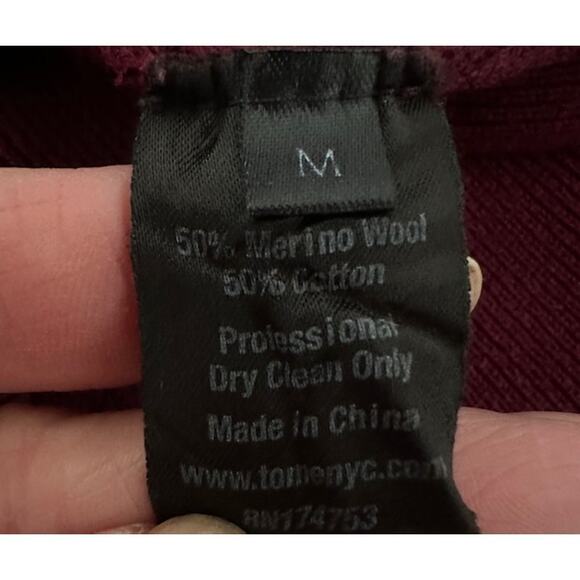 M
50% Merino Wool
50% Cotton
Professional
Dry Clean Only
Made in China
www.tomenyc.com
RN174753